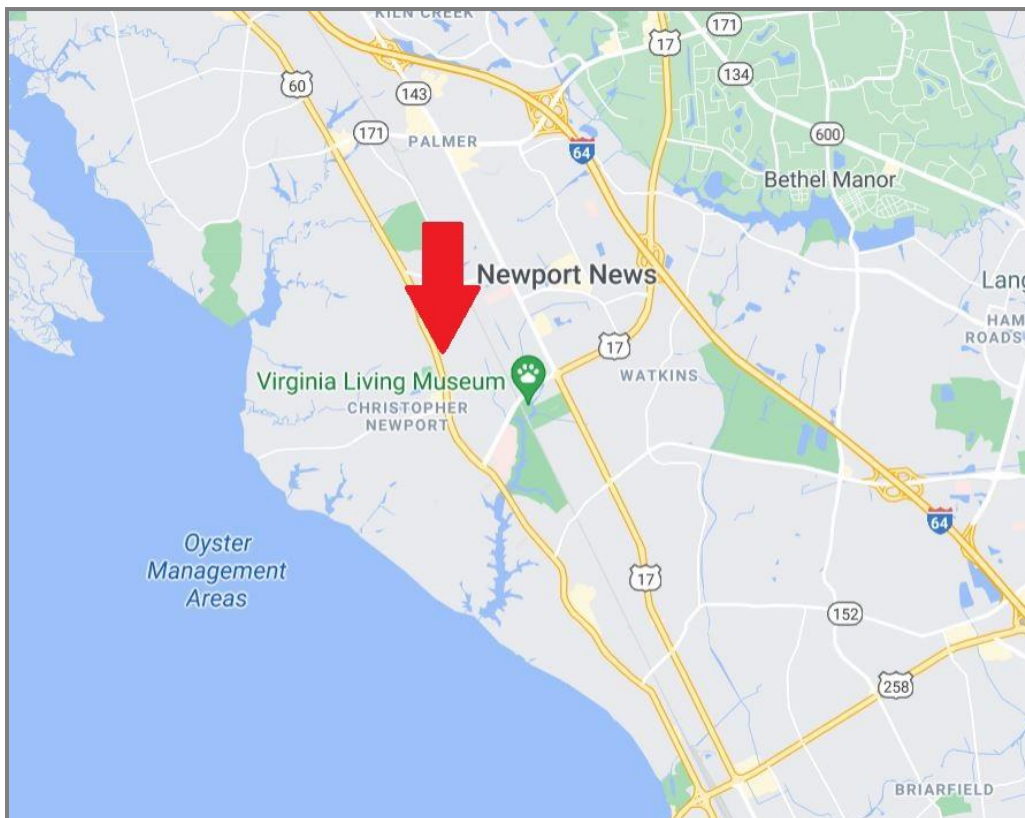 KILN CREEK
171
17
60
134
143
171
PALMER
600
64
Bethel Manor
Newport News
Lang
HAM
ROADS
17
Virginia Living Museum
WATKINS
CHRISTOPHER
NEWPORT
64
Oyster
Management
Areas
17
152
258
BRIARFIELD